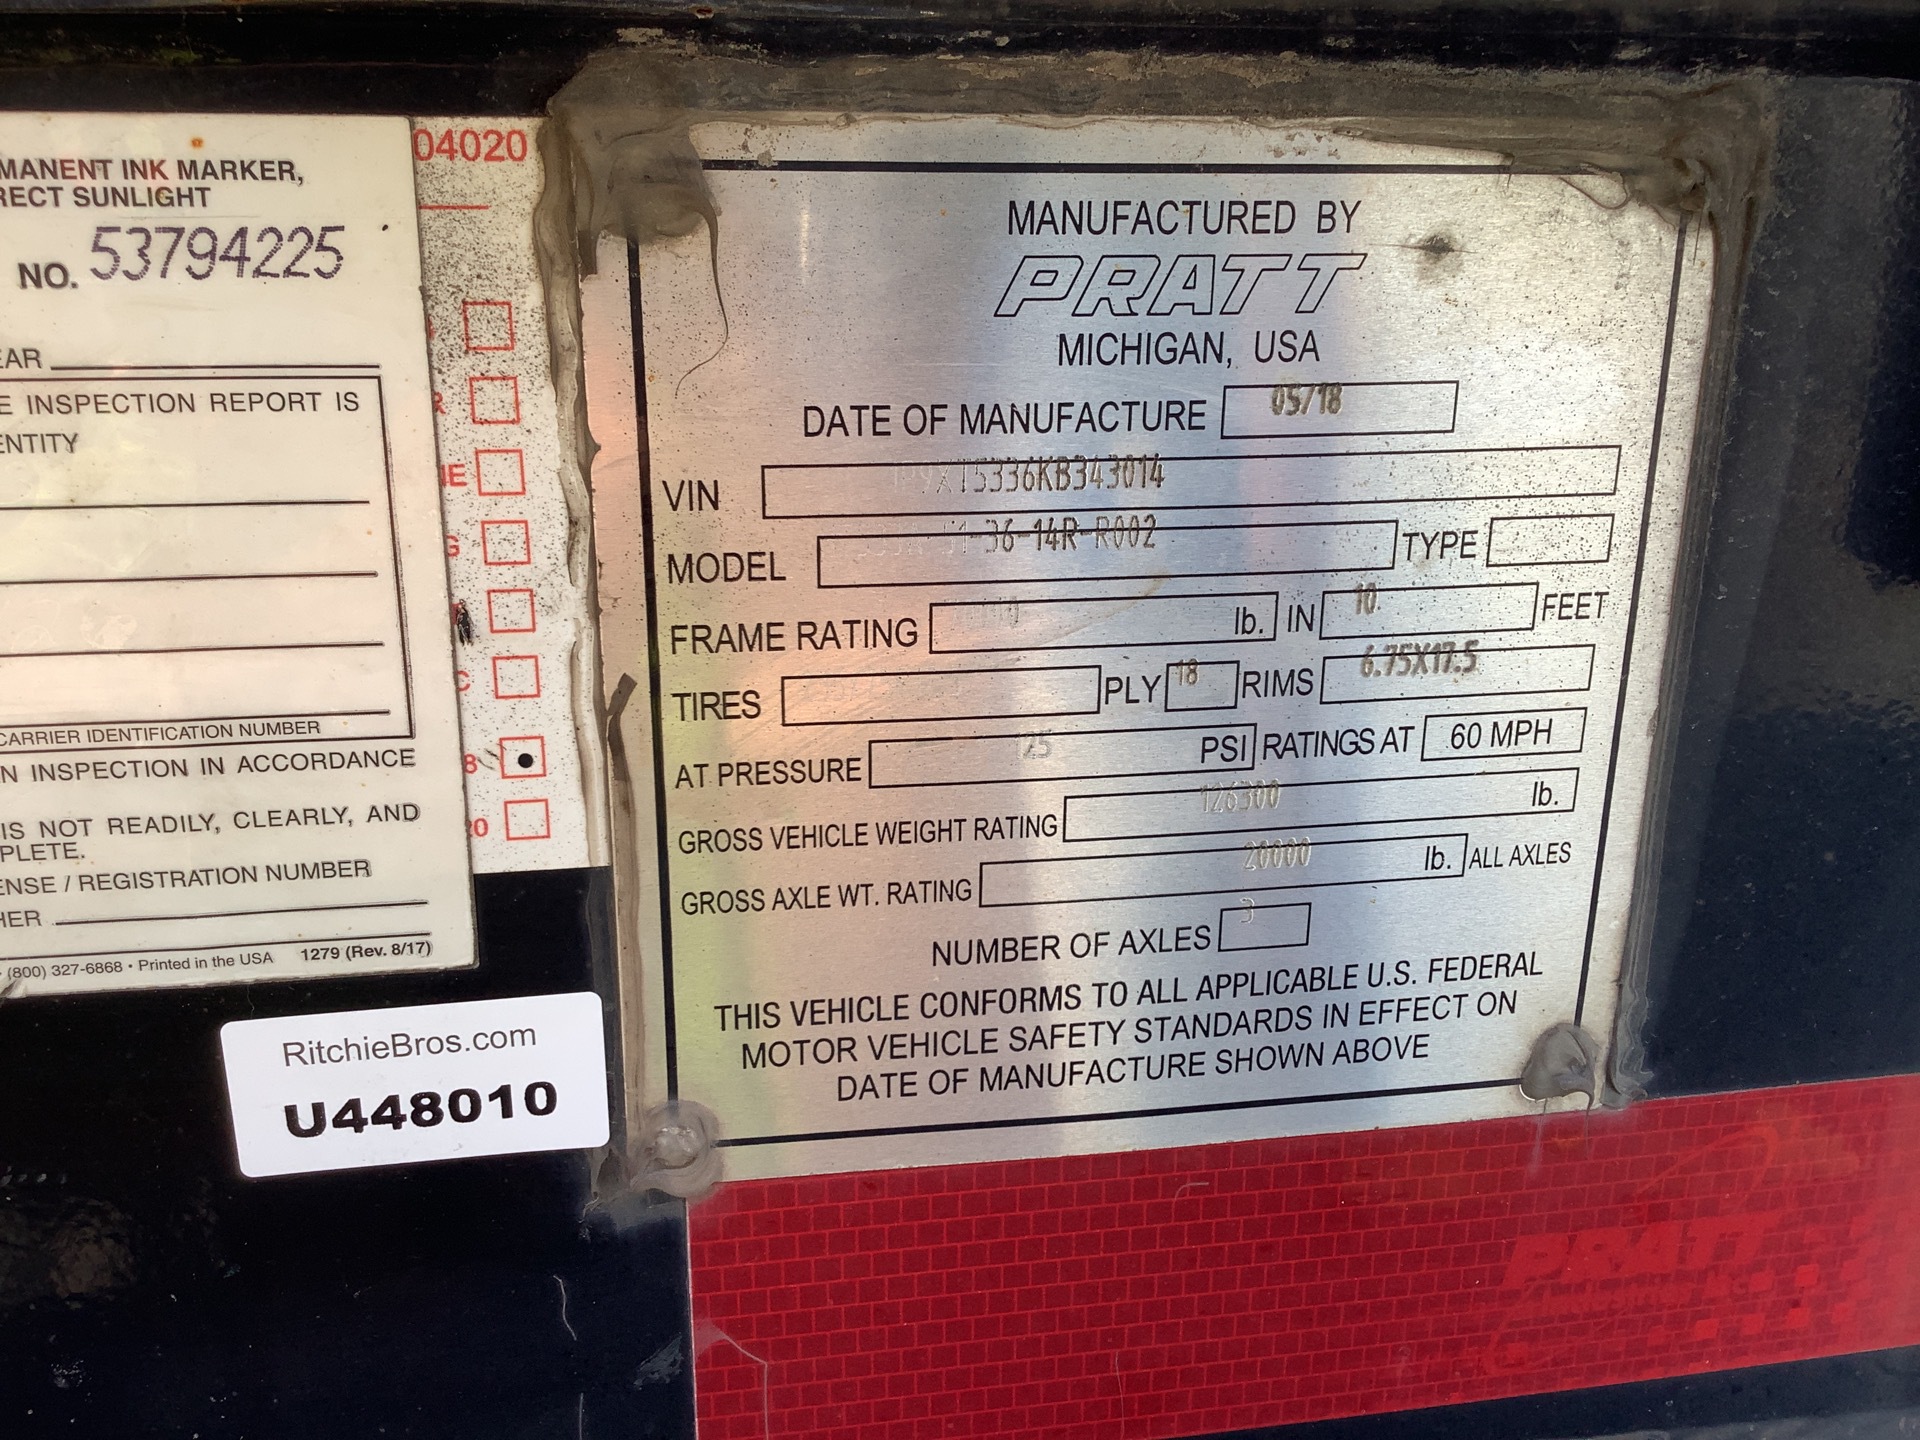 MANENT INK MARKER,
RECT SUNLIGHT
NO. 53794225
EAR
E INSPECTION REPORT IS
ENTITY
CARRIER IDENTIFICATION NUMBER
N INSPECTION IN ACCORDANCE
IS NOT READILY, CLEARLY, AND
PLETE.
ENSE / REGISTRATION NUMBER
HER
(800) 327-6868 • Printed in the USA 1279 (Rev. 8/17)
04020
RitchieBros.com
U448010
MANUFACTURED BY
PRATT
MICHIGAN, USA
DATE OF MANUFACTURE 05/18
VIN
MODEL TYPE
FRAME RATING lb. IN 10 FEET
TIRES PLY 18 RIMS 6.75X17.5
AT PRESSURE 125 PSI RATINGS AT 60 MPH
GROSS VEHICLE WEIGHT RATING 126300 lb.
GROSS AXLE WT. RATING 20000 lb. ALL AXLES
NUMBER OF AXLES 3
THIS VEHICLE CONFORMS TO ALL APPLICABLE U.S. FEDERAL
MOTOR VEHICLE SAFETY STANDARDS IN EFFECT ON
DATE OF MANUFACTURE SHOWN ABOVE
PRATT